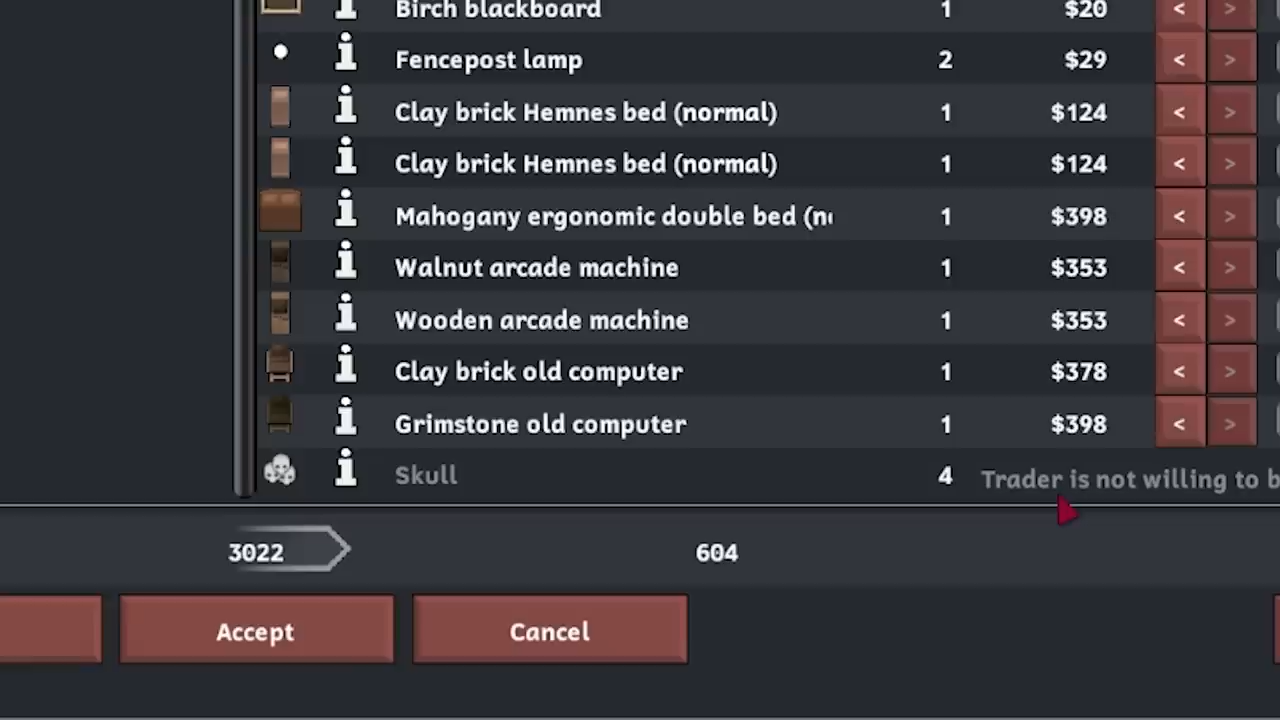 Birch blackboard 1 $20 < >
Fencepost lamp 2 $29 < >
Clay brick Hemnes bed (normal) 1 $124 < >
Clay brick Hemnes bed (normal) 1 $124 < >
Mahogany ergonomic double bed (n 1 $398 < >
Walnut arcade machine 1 $353 < >
Wooden arcade machine 1 $353 < >
Clay brick old computer 1 $378 < >
Grimstone old computer 1 $398 < >
Skull 4 Trader is not willing to b
3022 604
Accept Cancel